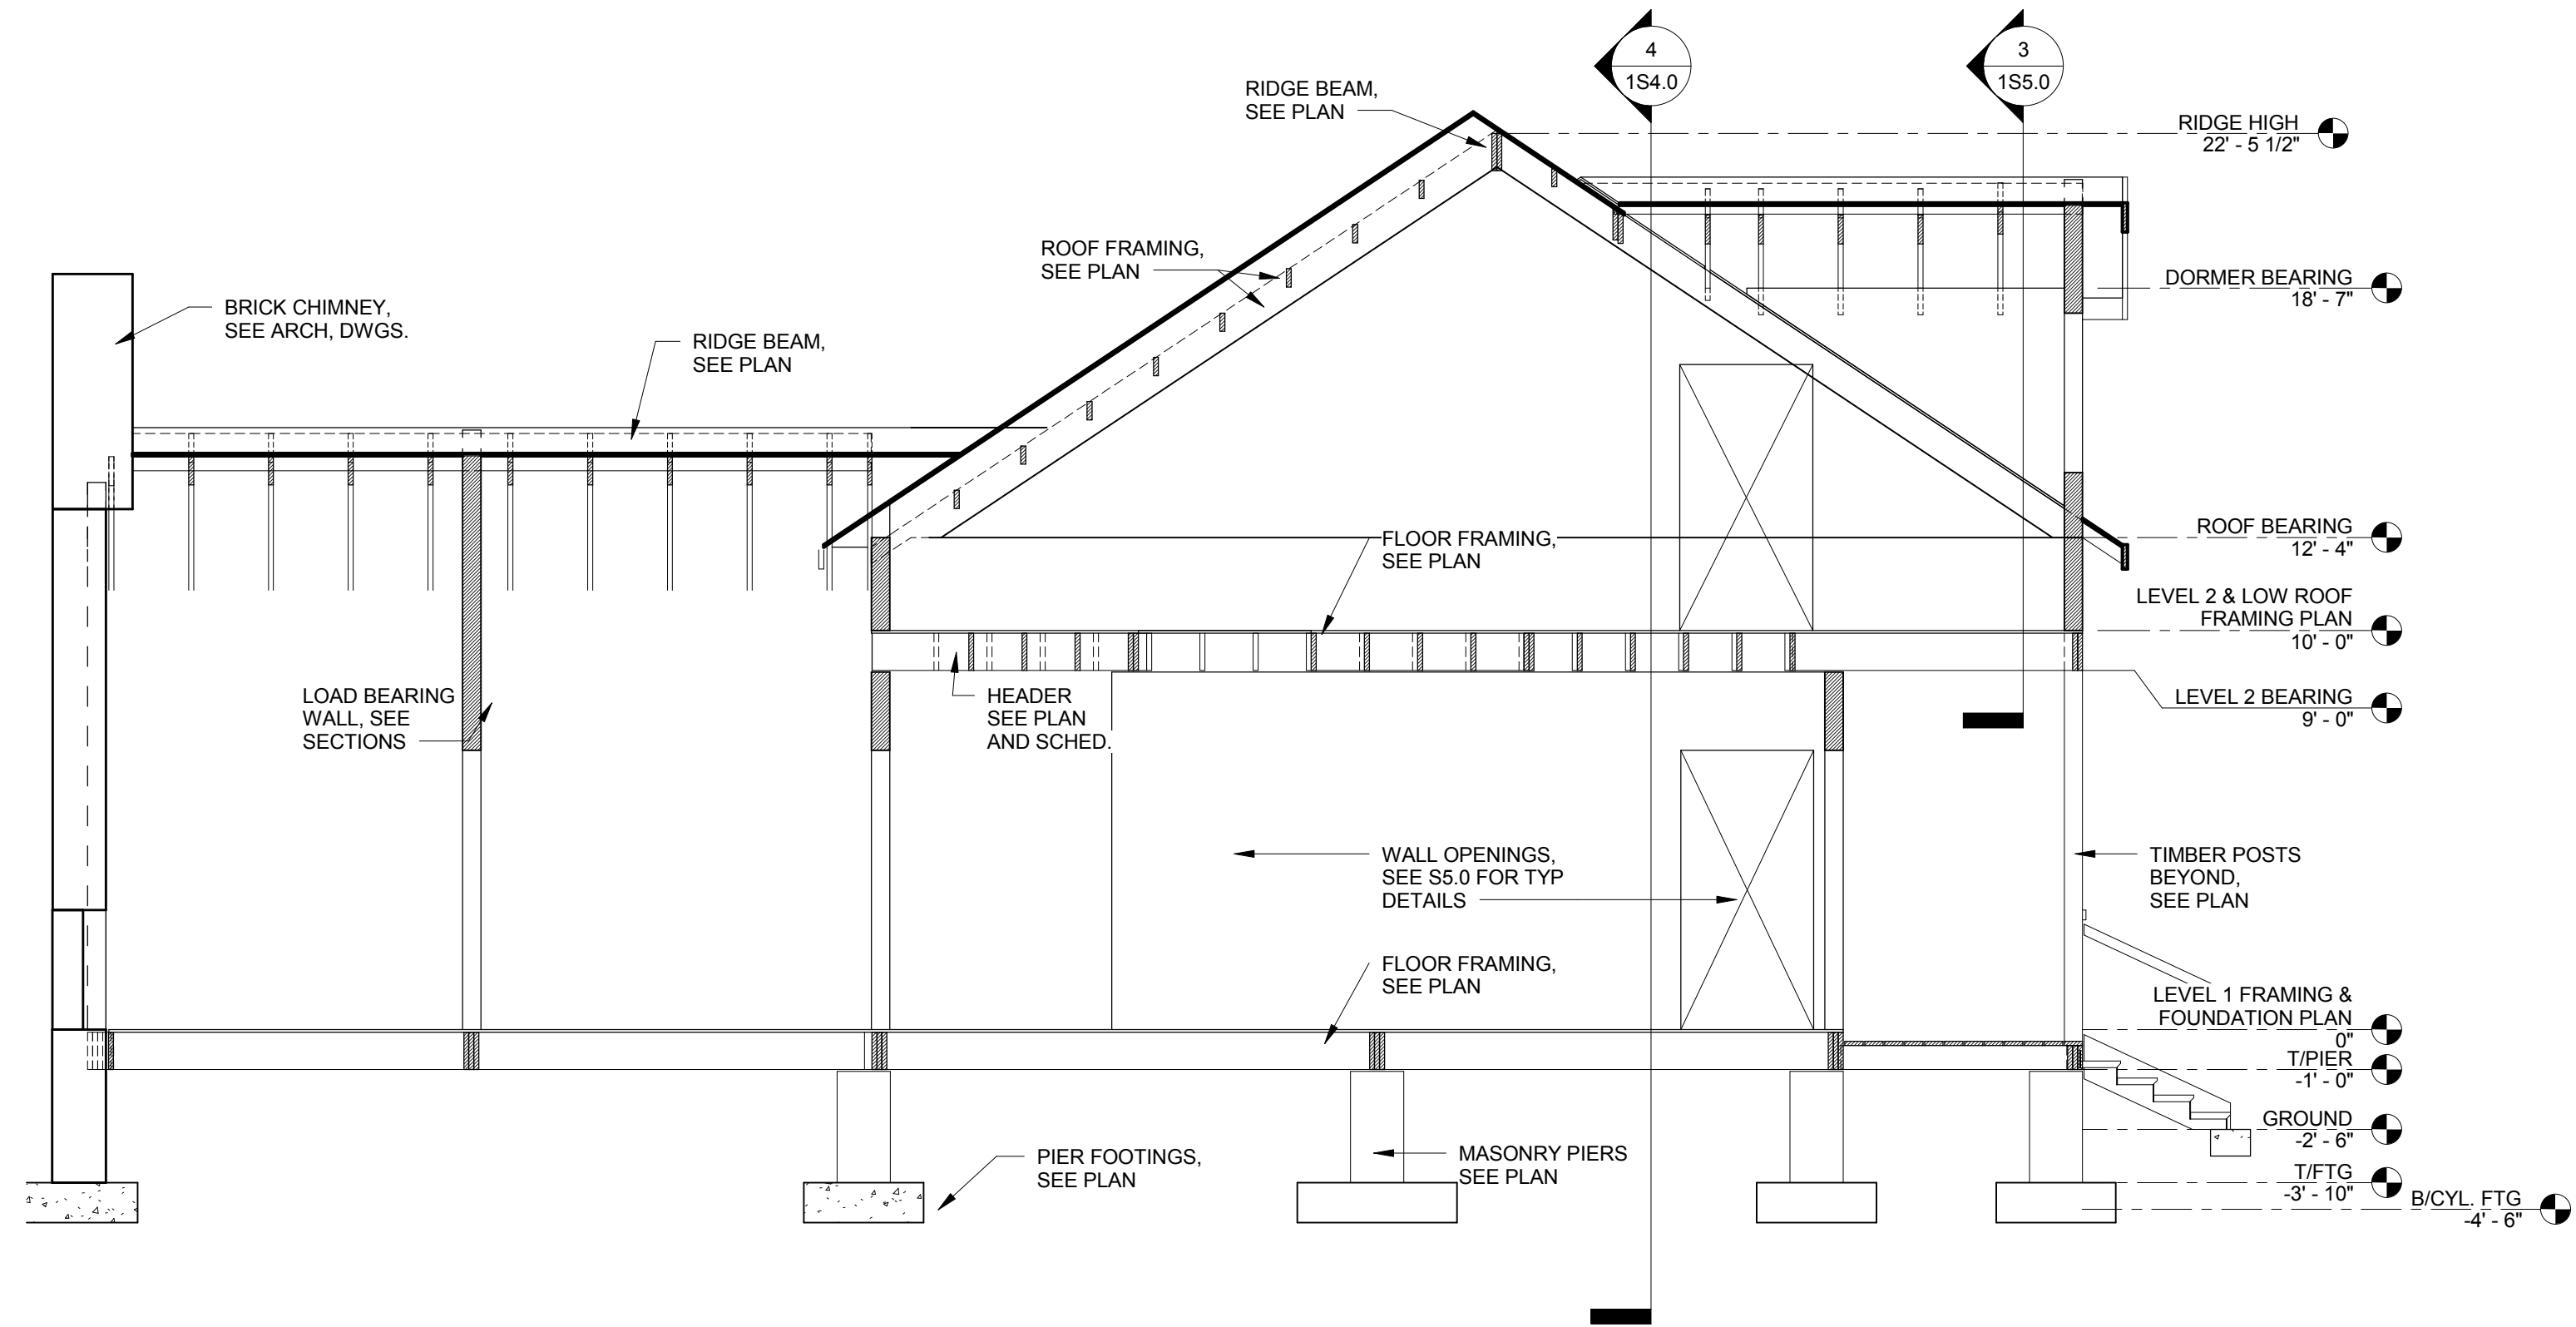 4
1S4.0
3
1S5.0
RIDGE BEAM,
SEE PLAN
RIDGE HIGH
22' - 5 1/2"
ROOF FRAMING,
SEE PLAN
DORMER BEARING
18' - 7"
BRICK CHIMNEY,
SEE ARCH, DWGS.
RIDGE BEAM,
SEE PLAN
FLOOR FRAMING,
SEE PLAN
ROOF BEARING
12' - 4"
LEVEL 2 & LOW ROOF
FRAMING PLAN
10' - 0"
LOAD BEARING
WALL, SEE
SECTIONS
HEADER
SEE PLAN
AND SCHED.
LEVEL 2 BEARING
9' - 0"
WALL OPENINGS,
SEE S5.0 FOR TYP
DETAILS
TIMBER POSTS
BEYOND,
SEE PLAN
FLOOR FRAMING,
SEE PLAN
LEVEL 1 FRAMING &
FOUNDATION PLAN
0"
T/PIER
-1' - 0"
GROUND
-2' - 6"
PIER FOOTINGS,
SEE PLAN
MASONRY PIERS
SEE PLAN
T/FTG
-3' - 10"
B/CYL. FTG
-4' - 6"